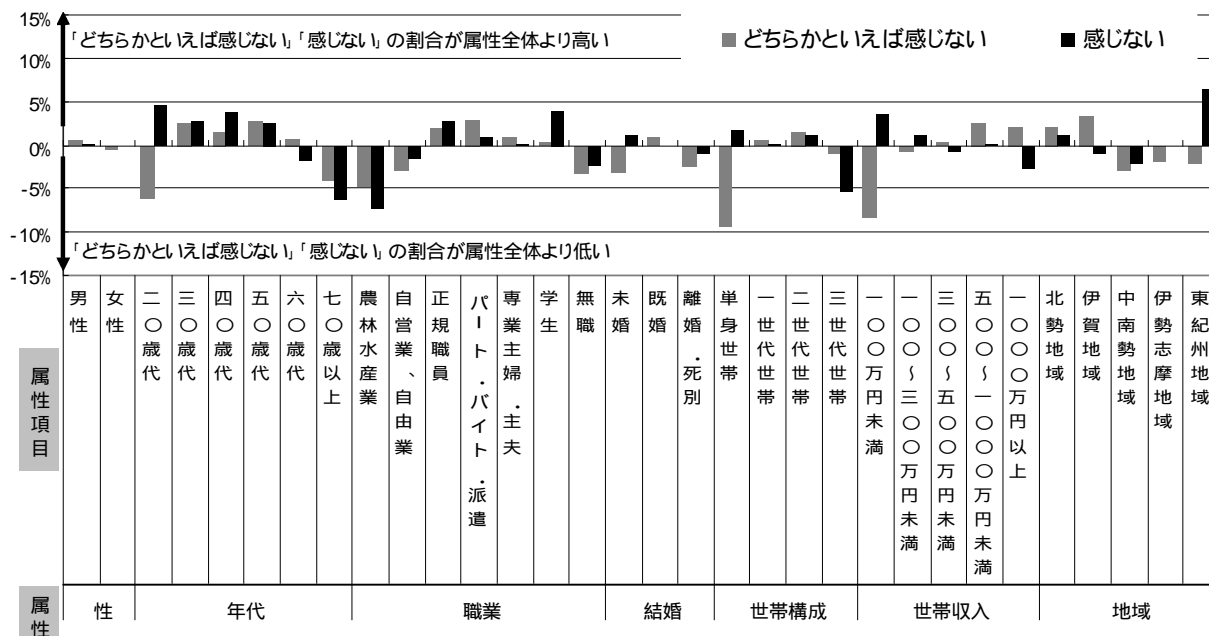 15%
10%
5%
0%
-5%
-10%
-15%
「どちらかといえば感じない」「感じない」の割合が属性全体より高い
どちらかといえば感じない
感じない
「どちらかといえば感じない」「感じない」の割合が属性全体より低い
属性項目
男性
女性
二〇歳代
三〇歳代
四〇歳代
五〇歳代
六〇歳代
七〇歳以上
農林水産業
自営業、自由業
正規職員
パート・バイト・派遣
専業主婦・主夫
学生
無職
未婚
既婚
離婚・死別
単身世帯
一世代世帯
二世代世帯
三世代世帯
一〇〇万円未満
一〇〇~三〇〇万円未満
三〇〇~五〇〇万円未満
五〇〇~一〇〇〇万円未満
一〇〇〇万円以上
北勢地域
伊賀地域
中南勢地域
伊勢志摩地域
東紀州地域
属性
性
年代
職業
結婚
世帯構成
世帯収入
地域